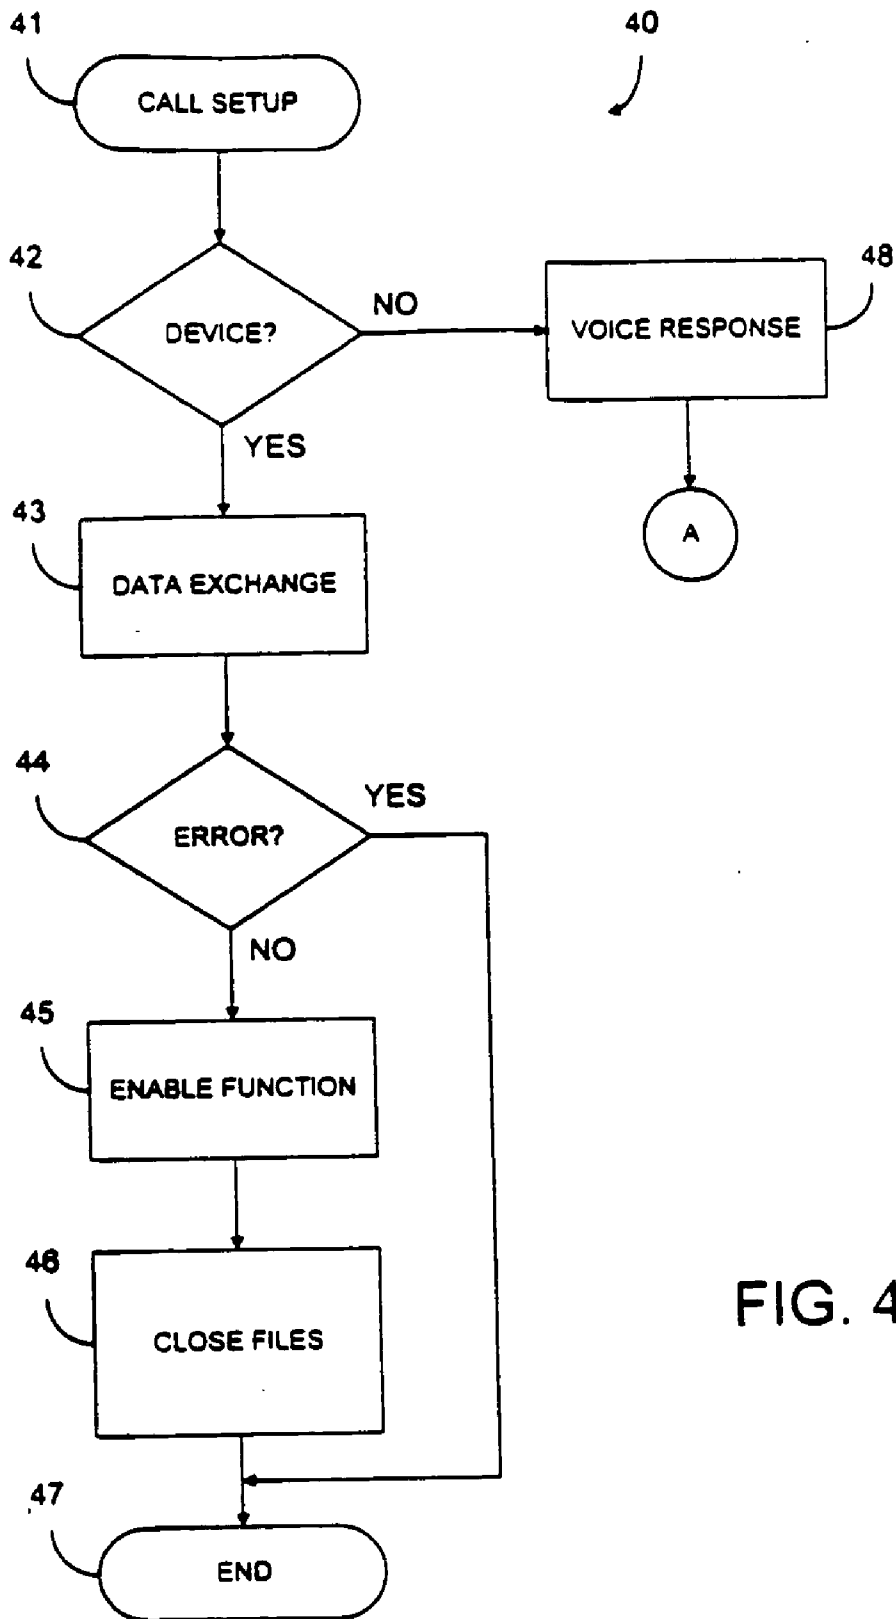 41
40
CALL SETUP
42
48
DEVICE?
NO
VOICE RESPONSE
YES
43
A
DATA EXCHANGE
44
YES
ERROR?
NO
45
ENABLE FUNCTION
46
CLOSE FILES
FIG. 4
47
END